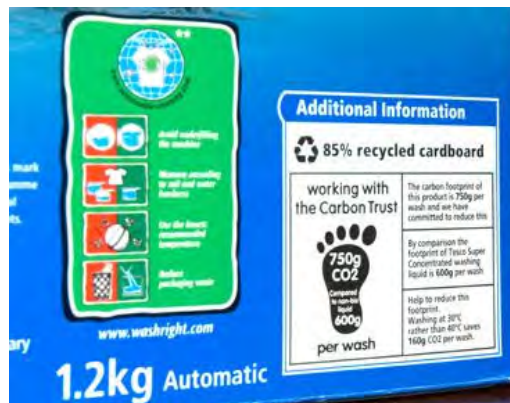 **
Avoid underfilling
the machine
Measure according
to soil and water
hardness
Use the lowest
recommended
temperature
Reduce
packaging waste
www.washright.com
mark
ary
1.2kg Automatic
Additional Information
85% recycled cardboard
working with
the Carbon Trust
750g
CO2
Compared
to non-bio
liquid
600g
per wash
The carbon footprint of
this product is 750g per
wash and we have
committed to reduce this
By comparison the
footprint of Tesco Super
Concentrated washing
liquid is 600g per wash
Help to reduce this
footprint.
Washing at 30°C
rather than 40°C saves
160g CO2 per wash.